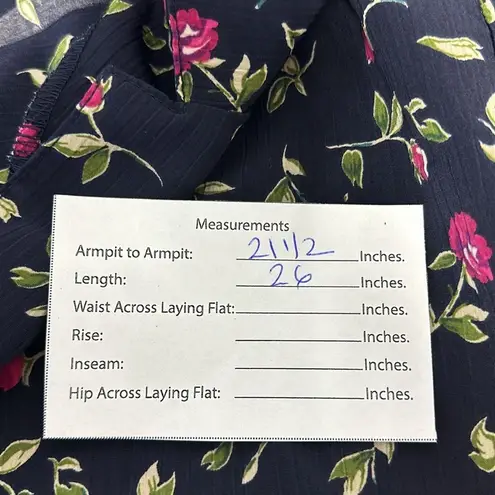 Measurements
Armpit to Armpit: 21 1/2 Inches.
Length: 26 Inches.
Waist Across Laying Flat: Inches.
Rise: Inches.
Inseam: Inches.
Hip Across Laying Flat: Inches.